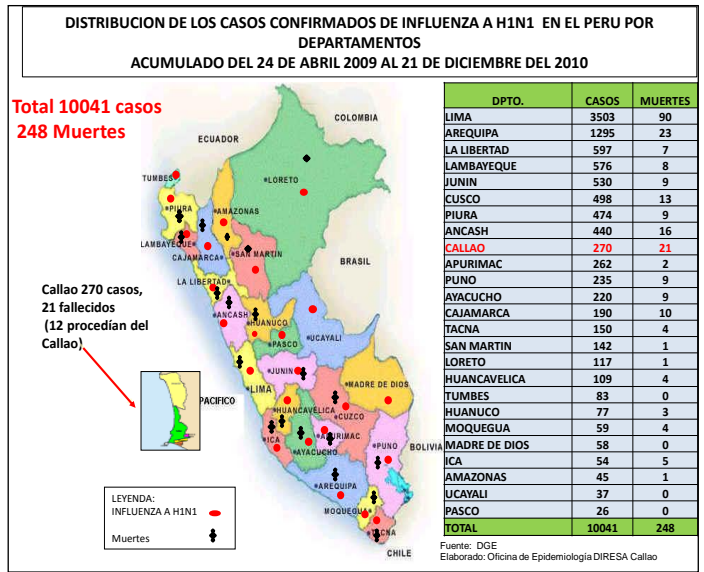 DISTRIBUCION DE LOS CASOS CONFIRMADOS DE INFLUENZA A H1N1 EN EL PERU POR
DEPARTAMENTOS
ACUMULADO DEL 24 DE ABRIL 2009 AL 21 DE DICIEMBRE DEL 2010
Total 10041 casos
248 Muertes
COLOMBIA
ECUADOR
TUMBES
LORETO
PIURA
AMAZONAS
LAMBAYEQUE
CAJAMARCA
SAN MARTIN
BRASIL
LA LIBERTAD
ANCASH
HUANUCO
UCAYALI
PASCO
JUNIN
LIMA
MADRE DE DIOS
PACIFICO
HUANCAVELICA
CUZCO
ICA
APURIMAC
AYACUCHO
PUNO
BOLIVIA
AREQUIPA
MOQUEGUA
TACNA
CHILE
Callao 270 casos,
21 fallecidos
(12 procedían del
Callao)
LEYENDA:
INFLUENZA A H1N1
Muertes
DPTO. CASOS MUERTES
LIMA 3503 90
AREQUIPA 1295 23
LA LIBERTAD 597 7
LAMBAYEQUE 576 8
JUNIN 530 9
CUSCO 498 13
PIURA 474 9
ANCASH 440 16
CALLAO 270 21
APURIMAC 262 2
PUNO 235 9
AYACUCHO 220 9
CAJAMARCA 190 10
TACNA 150 4
SAN MARTIN 142 1
LORETO 117 1
HUANCAVELICA 109 4
TUMBES 83 0
HUANUCO 77 3
MOQUEGUA 59 4
MADRE DE DIOS 58 0
ICA 54 5
AMAZONAS 45 1
UCAYALI 37 0
PASCO 26 0
TOTAL 10041 248
Fuente: DGE
Elaborado: Oficina de Epidemiología DIRESA Callao